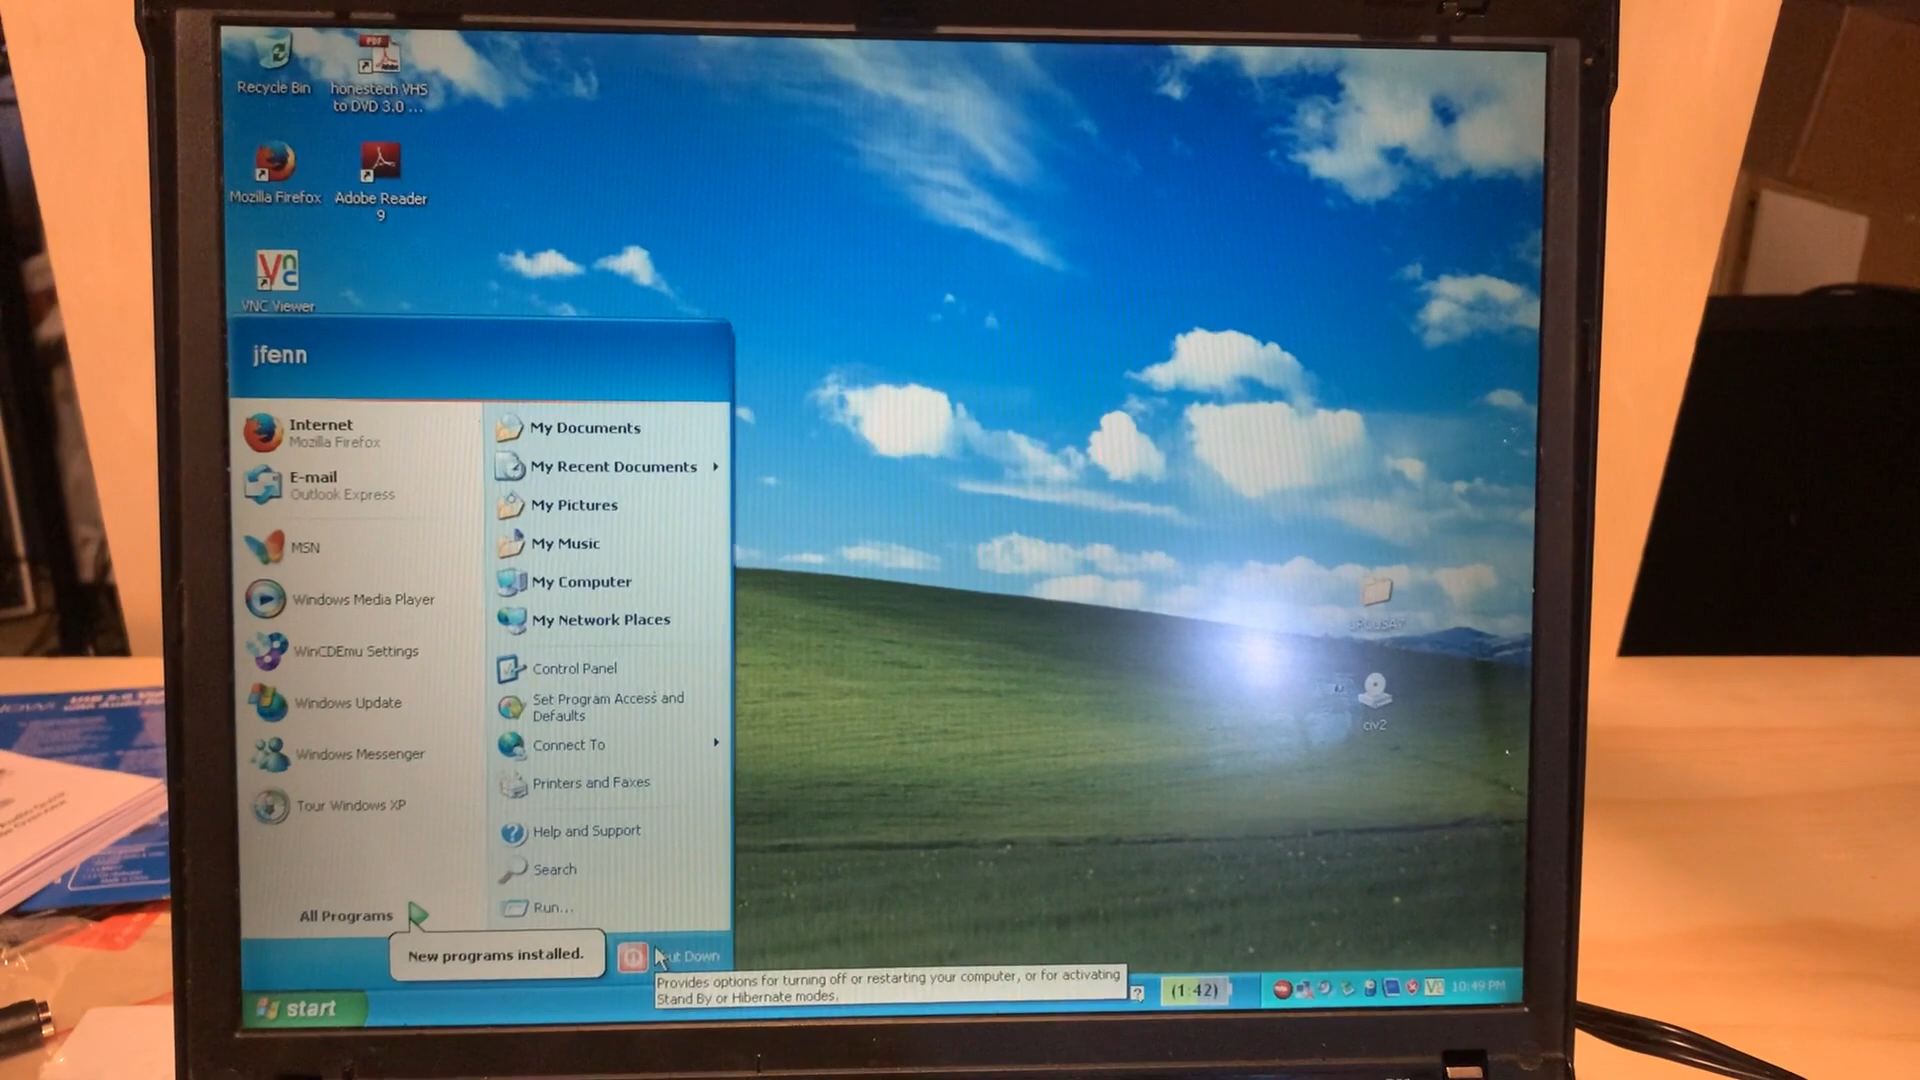 Recycle Bin
honestech VHS
to DVD 3.0 ...
PDF
Adobe
Mozilla Firefox
Adobe Reader
9
VNC Viewer
jfenn
Internet
Mozilla Firefox
E-mail
Outlook Express
MSN
Windows Media Player
WinCDEmu Settings
Windows Update
Windows Messenger
Tour Windows XP
All Programs
My Documents
My Recent Documents
My Pictures
My Music
My Computer
My Network Places
Control Panel
Set Program Access and
Defaults
Connect To
Printers and Faxes
Help and Support
Search
Run...
New programs installed.
Down
Provides options for turning off or restarting your computer, or for activating
Stand By or Hibernate modes.
civ2
start
(1:42)
10:49 PM